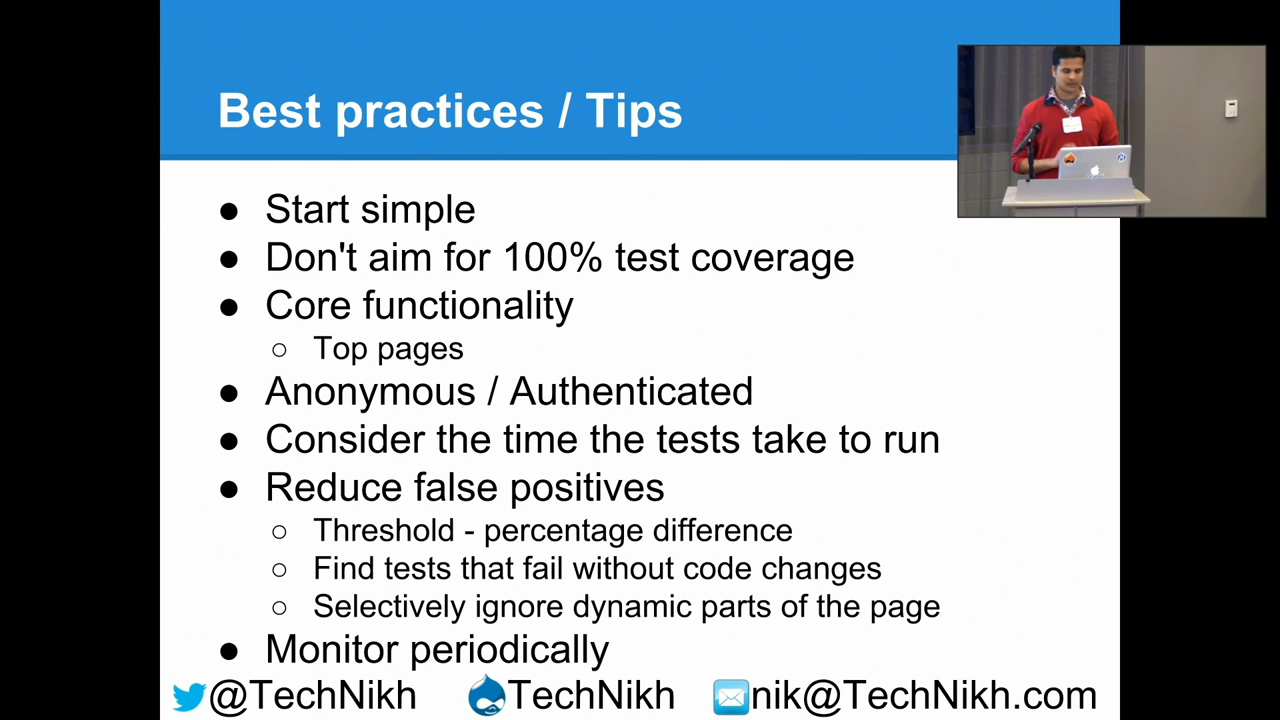 Best practices / Tips
● Start simple
● Don't aim for 100% test coverage
● Core functionality
○ Top pages
● Anonymous / Authenticated
● Consider the time the tests take to run
● Reduce false positives
○ Threshold - percentage difference
○ Find tests that fail without code changes
○ Selectively ignore dynamic parts of the page
● Monitor periodically
@TechNikh TechNikh nik@TechNikh.com